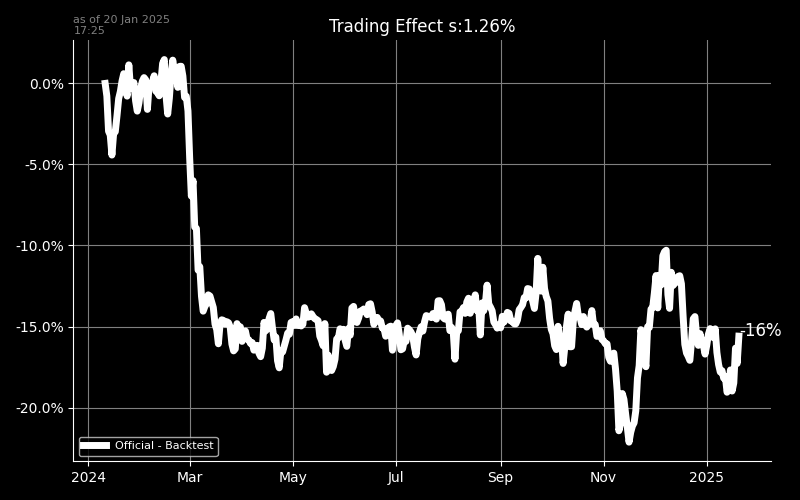 as of 20 Jan 2025
17:25
Trading Effect s:1.26%
0.0%
-5.0%
-10.0%
-15.0%
-20.0%
-16%
Official - Backtest
2024 Mar May Jul Sep Nov 2025